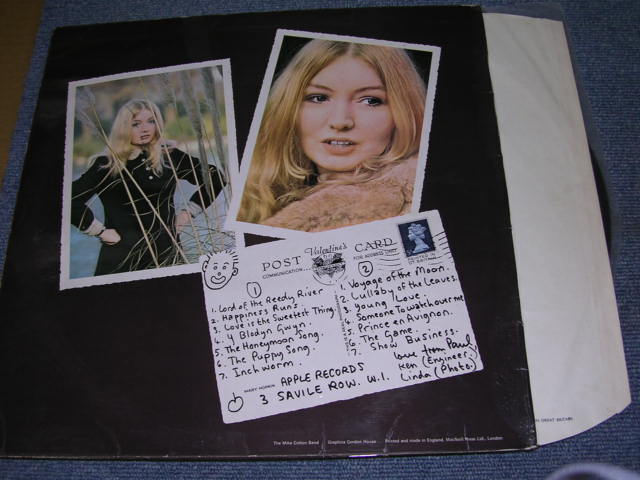 POST
Valentine's
CARD
COMMUNICATION
FOR ADDRESS ONLY
PRINTED IN
GT. BRITAIN
1
1. Lord of the Reedy River
2. Happiness Runs.
3. Love is the Sweetest Thing.
4. Y Blodyn Gwyn.
5. The Honeymoon Song.
6. The Puppy Song.
7. Inch worm.
2
1. Voyage of the Moon.
2. Lullaby of the Leaves.
3. Young Love.
4. Someone To Watch over me
5. Prince en Avignon.
6. The Game.
7. Show Business.
love from Paul
Ken (Engineer)
Linda (Photo.)
MARY HOPKIN
APPLE RECORDS
3 SAVILE ROW. W.1.
The Mike Cotton Band
Graphics Gordon House
Printed and made in England. MacNeill Press Ltd., London